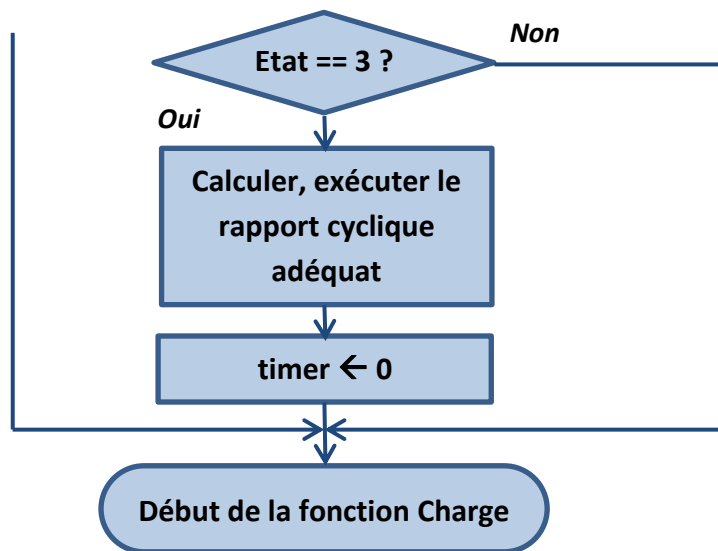 Non
Etat == 3 ?
Oui
Calculer, exécuter le
rapport cyclique
adéquat
timer ← 0
Début de la fonction Charge